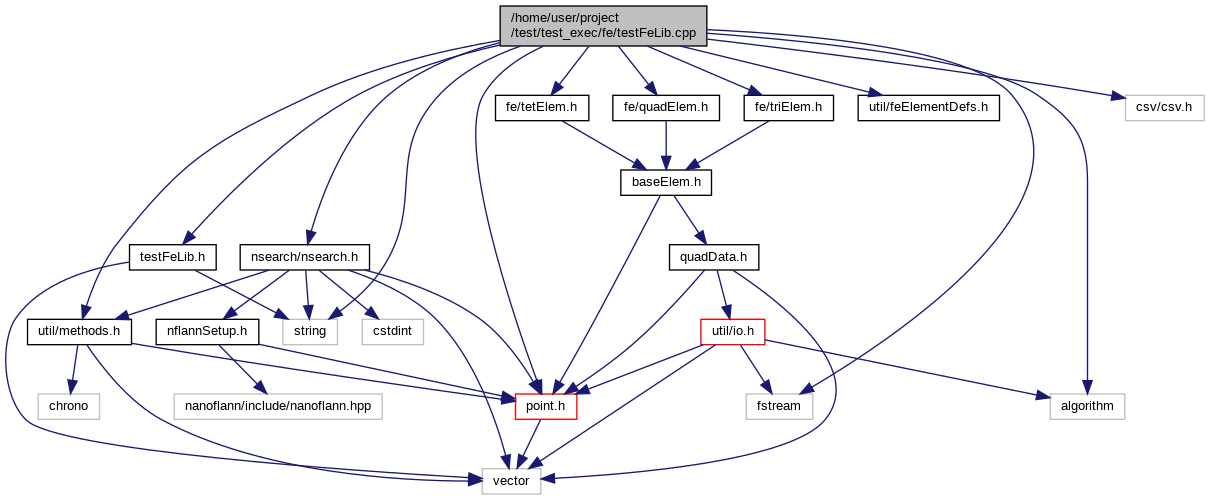 /home/user/project
/test/test_exec/fe/testFeLib.cpp
fe/tetElem.h
fe/quadElem.h
fe/triElem.h
util/feElementDefs.h
csv/csv.h
baseElem.h
testFeLib.h
nsearch/nsearch.h
quadData.h
util/methods.h
nflannSetup.h
string
cstdint
util/io.h
chrono
nanoflann/include/nanoflann.hpp
point.h
fstream
algorithm
vector